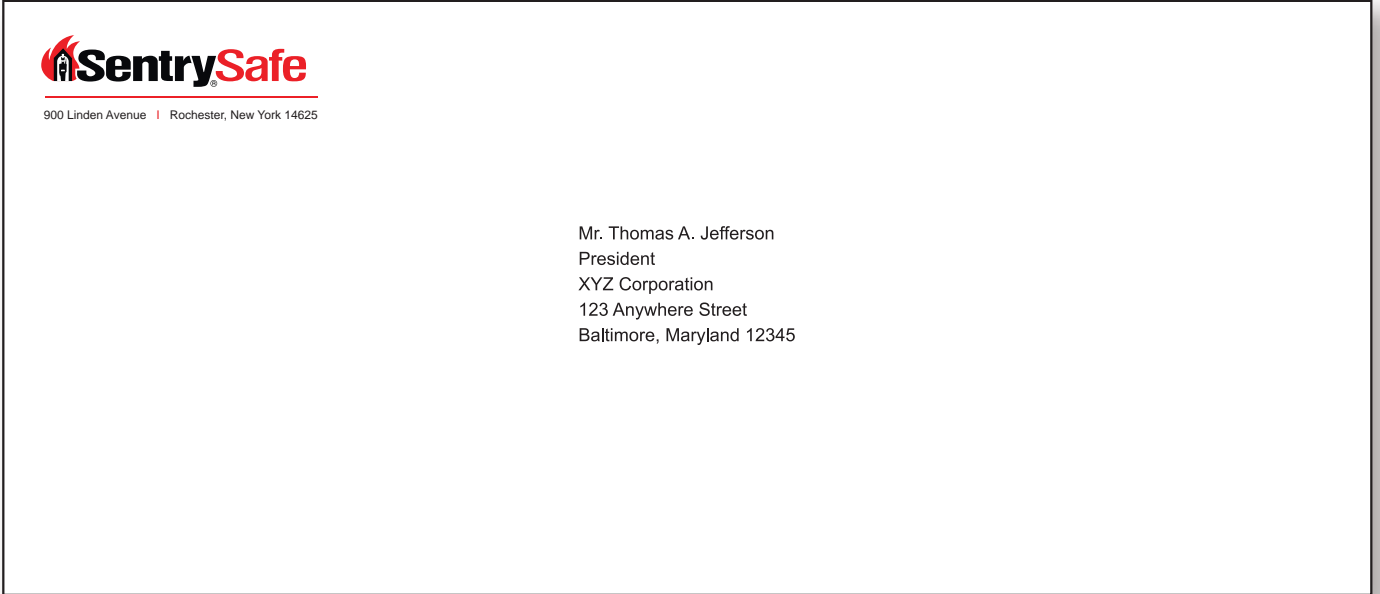 SentrySafe®
900 Linden Avenue | Rochester, New York 14625
Mr. Thomas A. Jefferson
President
XYZ Corporation
123 Anywhere Street
Baltimore, Maryland 12345